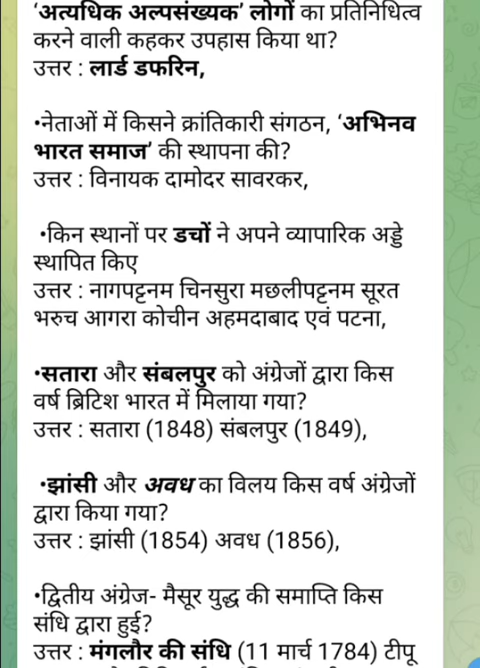 ‘अत्यधिक अल्पसंख्यक’ लोगों का प्रतिनिधित्व
करने वाली कहकर उपहास किया था?
उत्तर : लार्ड डफरिन,
•नेताओं में किसने क्रांतिकारी संगठन, ‘अभिनव
भारत समाज’ की स्थापना की?
उत्तर : विनायक दामोदर सावरकर,
•किन स्थानों पर डचों ने अपने व्यापारिक अड्डे
स्थापित किए
उत्तर : नागपट्टनम चिनसुरा मछलीपट्टनम सूरत
भरुच आगरा कोचीन अहमदाबाद एवं पटना,
•सतारा और संबलपुर को अंग्रेजों द्वारा किस
वर्ष ब्रिटिश भारत में मिलाया गया?
उत्तर : सतारा (1848) संबलपुर (1849),
•झांसी और अवध का विलय किस वर्ष अंग्रेजों
द्वारा किया गया?
उत्तर : झांसी (1854) अवध (1856),
•द्वितीय अंग्रेज- मैसूर युद्ध की समाप्ति किस
संधि द्वारा हुई?
उत्तर : मंगलौर की संधि (11 मार्च 1784) टीपू